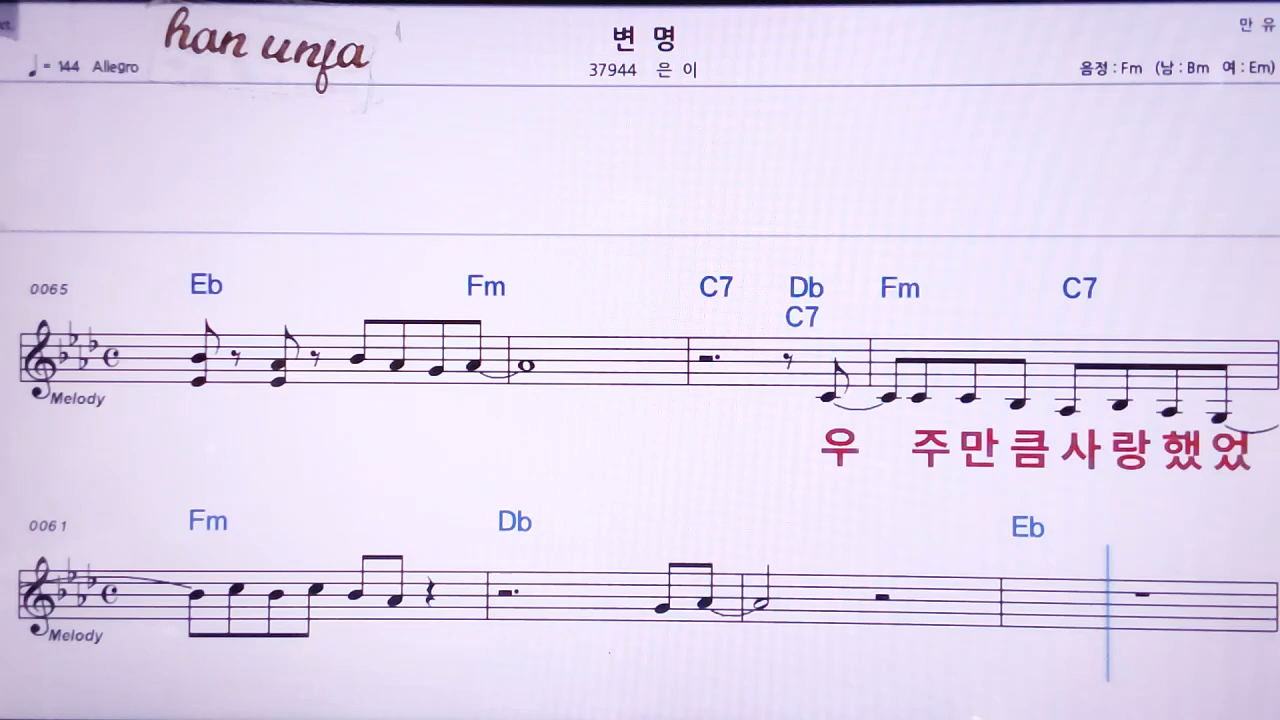 han unfa
변 명
만 유
♩= 144 Allegro
37944 은 이
음정 : Fm (남 : Bm 여 : Em)
0065
Eb Fm C7 Db Fm C7
C7
Melody
우 주 만 큼 사 랑 했 었
0061
Fm Db Eb
Melody